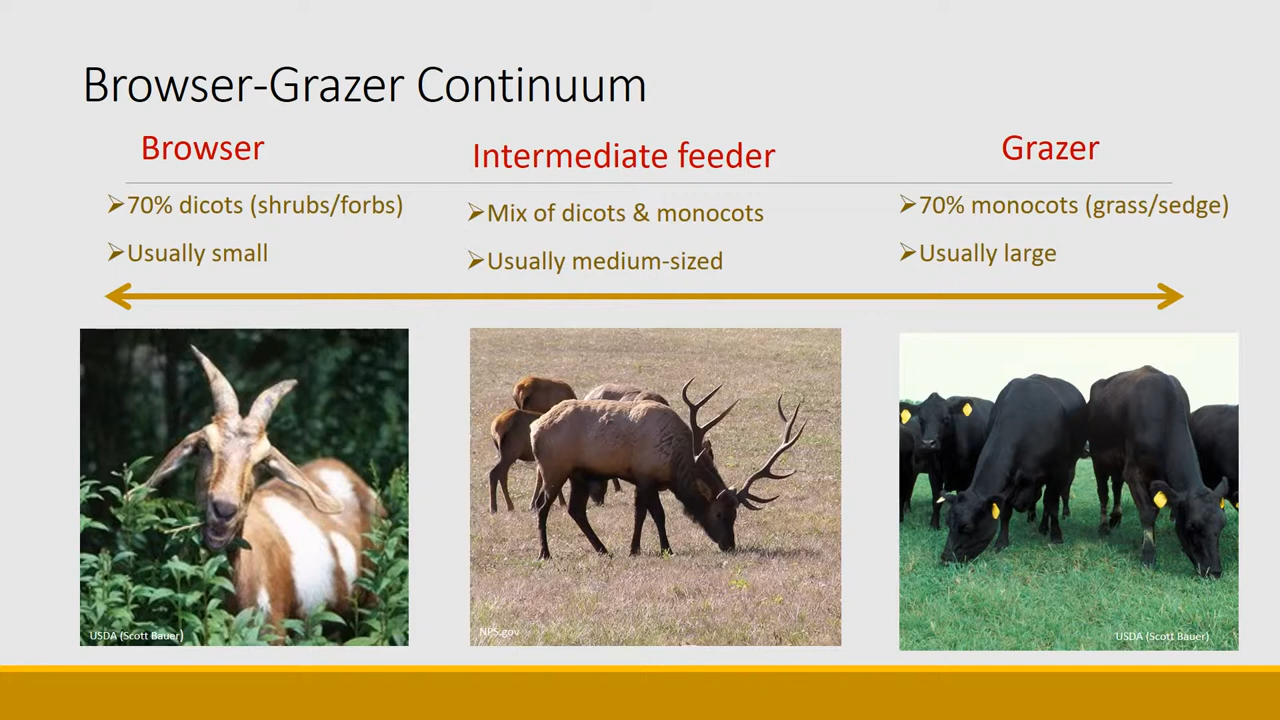 Browser-Grazer Continuum
Browser
➢70% dicots (shrubs/forbs)
➢Usually small
Intermediate feeder
➢Mix of dicots & monocots
➢Usually medium-sized
Grazer
➢70% monocots (grass/sedge)
➢Usually large
USDA (Scott Bauer)
NPS.gov
USDA (Scott Bauer)